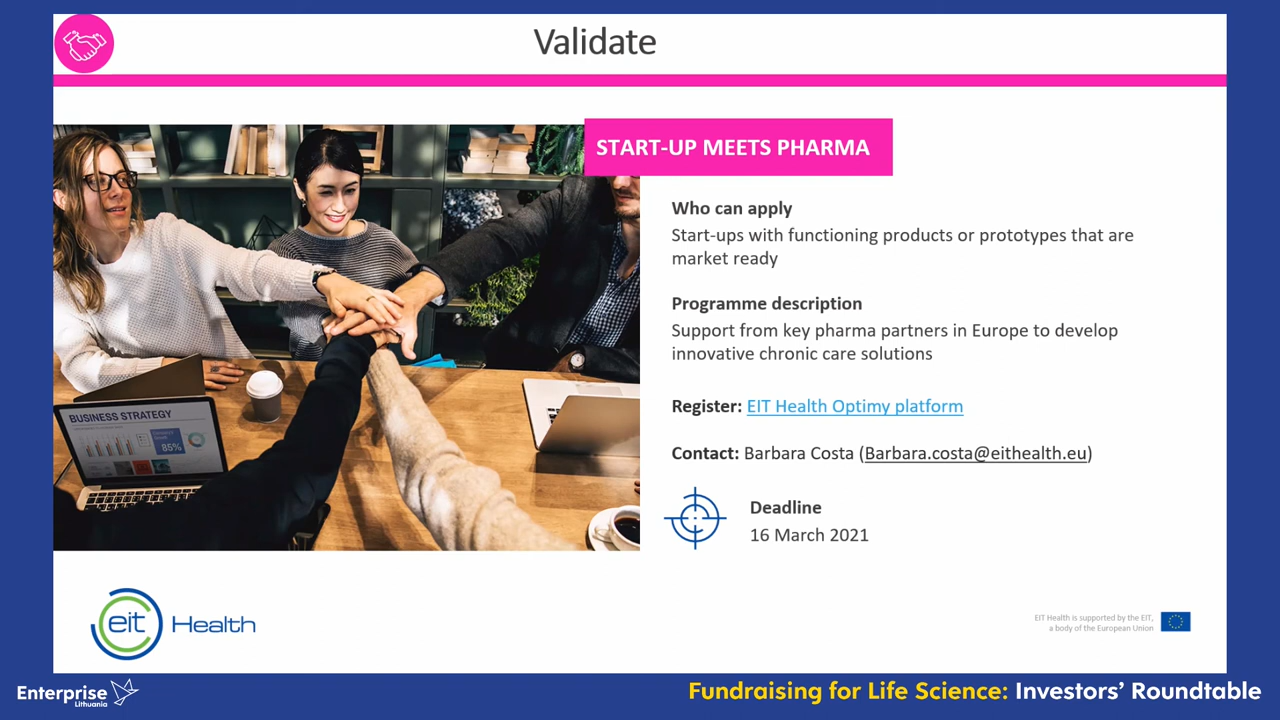 Validate
START-UP MEETS PHARMA
Who can apply
Start-ups with functioning products or prototypes that are
market ready
Programme description
Support from key pharma partners in Europe to develop
innovative chronic care solutions
Register: EIT Health Optimy platform
Contact: Barbara Costa (Barbara.costa@eithealth.eu)
Deadline
16 March 2021
BUSINESS STRATEGY
85%
eit Health
EIT Health is supported by the EIT,
a body of the European Union
Enterprise
Lithuania
Fundraising for Life Science: Investors’ Roundtable